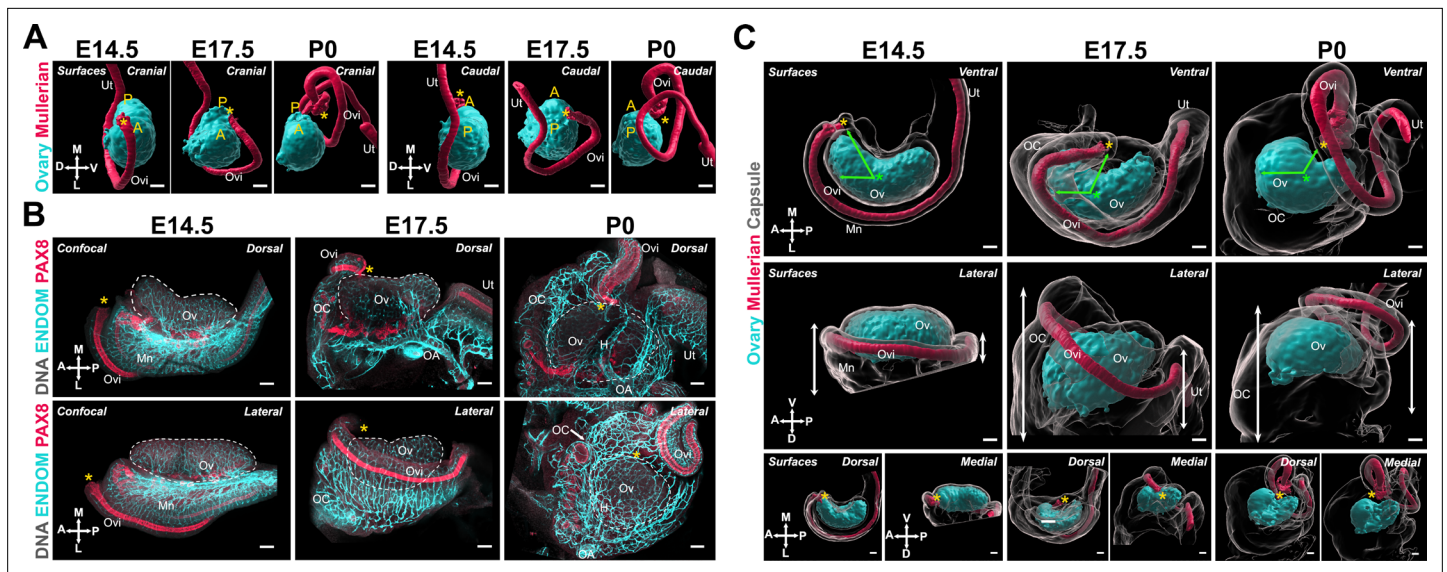 A
E14.5 E17.5 P0 E14.5 E17.5 P0
Ovary Mullerian
Surfaces Cranial Cranial Cranial Caudal Caudal Caudal
Ut P A Ovi
P A Ovi
P Ovi Ut
Ut A P
Ut A P Ovi
Ovi A P Ut
M D V L
B
E14.5 E17.5 P0
DNA ENDOM PAX8
Confocal Dorsal Dorsal Dorsal
Ov Mn Ovi
Ovi OC Ov Ut OA
Ovi OC Ov H Ut OA
M A P L
DNA ENDOM PAX8
Confocal Lateral Lateral Lateral
Ov Mn Ovi
Ov Ovi OC
OC Ovi Ov H OA
M A P L
C
E14.5 E17.5 P0
Ovary Mullerian Capsule
Surfaces Ventral Ventral Ventral
Ut Ovi Ov Mn
Ut OC Ovi Ov
Ovi Ut Ov OC
M A P L
Surfaces Lateral Lateral Lateral
Ov Ovi Mn
OC Ovi Ov Ut
Ovi Ov OC
V A P D
Surfaces Dorsal Medial Dorsal Medial Dorsal Medial
M A P L
V A P D